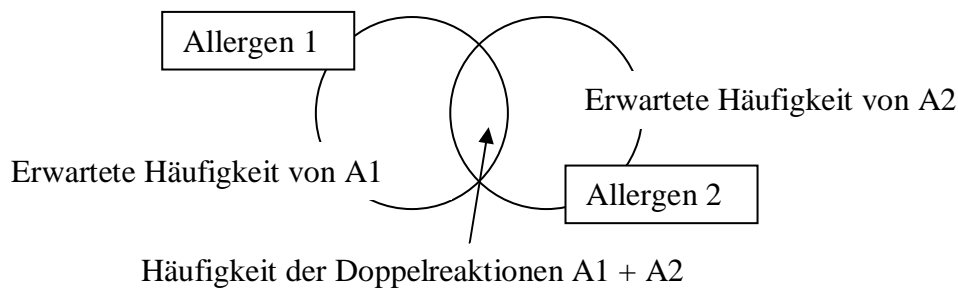 Allergen 1
Erwartete Häufigkeit von A2
Erwartete Häufigkeit von A1
Allergen 2
Häufigkeit der Doppelreaktionen A1 + A2